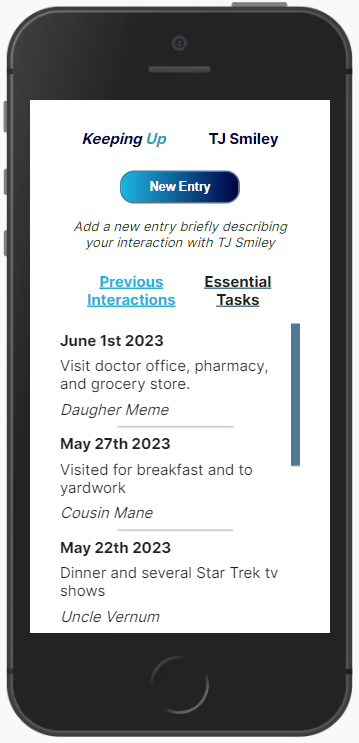 Keeping Up TJ Smiley
New Entry
Add a new entry briefly describing
your interaction with TJ Smiley
Previous
Interactions
Essential
Tasks
June 1st 2023
Visit doctor office, pharmacy,
and grocery store.
Daugher Meme
May 27th 2023
Visited for breakfast and to
yardwork
Cousin Mane
May 22th 2023
Dinner and several Star Trek tv
shows
Uncle Vernum